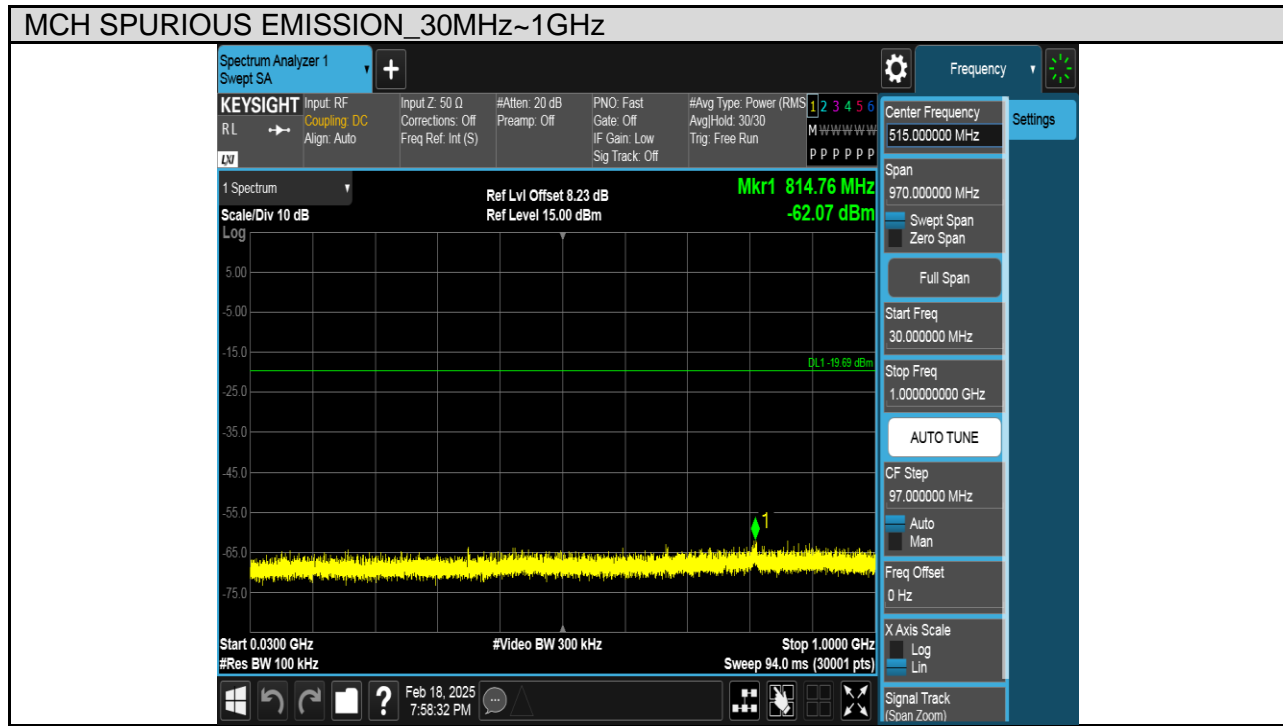 MCH SPURIOUS EMISSION_30MHz~1GHz
Spectrum Analyzer 1
Swept SA
+
Frequency
KEYSIGHT
RL
LXI
Input: RF
Coupling: DC
Align: Auto
Input Z: 50 Ω
Corrections: Off
Freq Ref: Int (S)
#Atten: 20 dB
Preamp: Off
PNO: Fast
Gate: Off
IF Gain: Low
Sig Track: Off
#Avg Type: Power (RMS
Avg|Hold: 30/30
Trig: Free Run
1 2 3 4 5 6
M W W W W W
P P P P P P
1 Spectrum
Scale/Div 10 dB
Log
Ref Lvl Offset 8.23 dB
Ref Level 15.00 dBm
Mkr1 814.76 MHz
-62.07 dBm
5.00
-5.00
-15.0
DL1 -19.69 dBm
-25.0
-35.0
-45.0
-55.0
1
-65.0
-75.0
Start 0.0300 GHz
#Res BW 100 kHz
#Video BW 300 kHz
Stop 1.0000 GHz
Sweep 94.0 ms (30001 pts)
?
Feb 18, 2025
7:58:32 PM
Center Frequency
515.000000 MHz
Settings
Span
970.000000 MHz
Swept Span
Zero Span
Full Span
Start Freq
30.000000 MHz
Stop Freq
1.000000000 GHz
AUTO TUNE
CF Step
97.000000 MHz
Auto
Man
Freq Offset
0 Hz
X Axis Scale
Log
Lin
Signal Track
(Span Zoom)